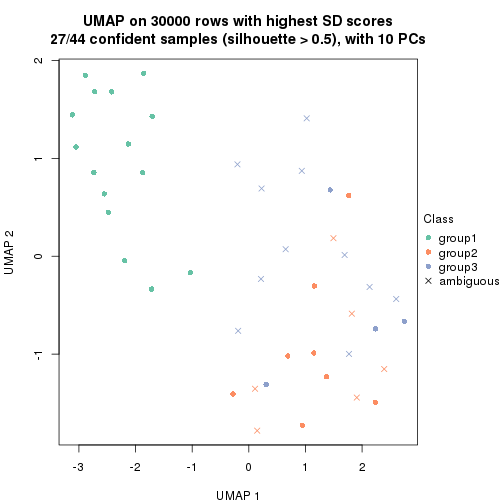 UMAP on 30000 rows with highest SD scores
27/44 confident samples (silhouette > 0.5), with 10 PCs
2
1
0
-1
UMAP 2
-3
-2
-1
0
1
2
UMAP 1
Class
group1
group2
group3
ambiguous